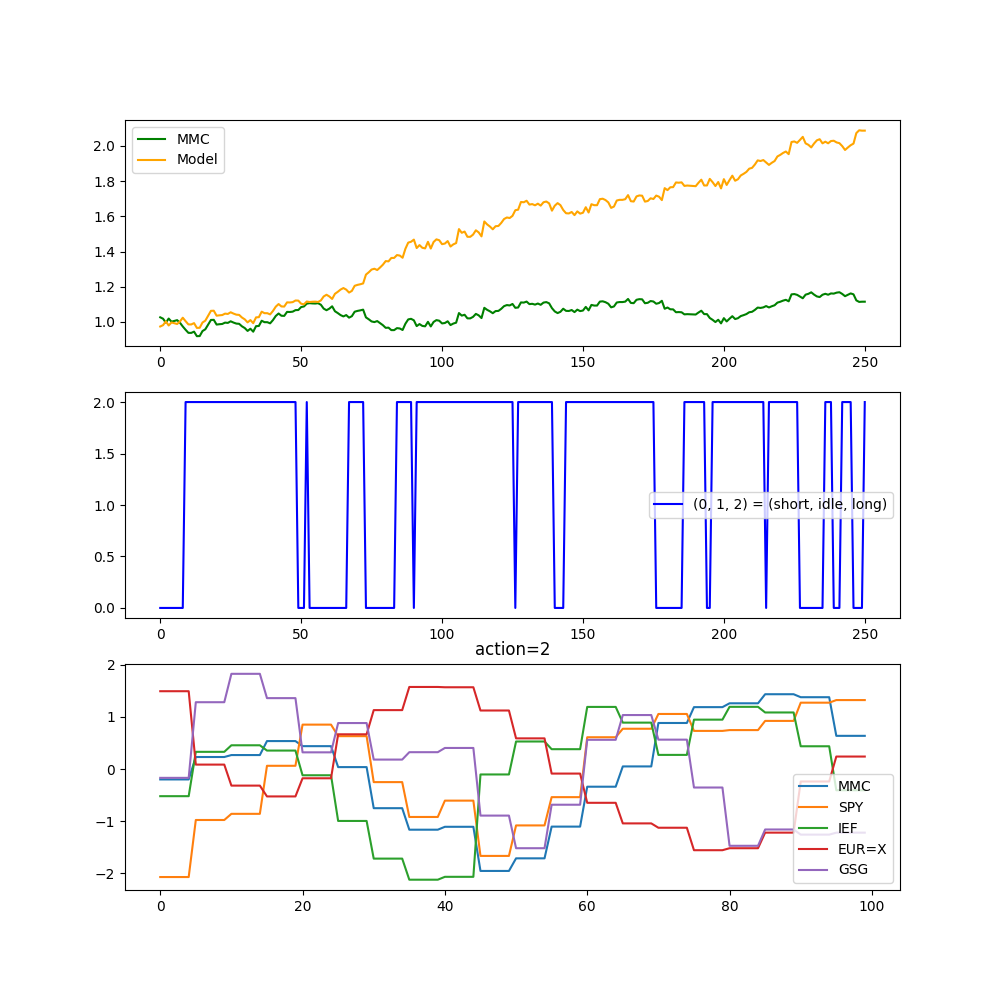 MMC
Model
2.0
1.8
1.6
1.4
1.2
1.0
0 50 100 150 200 250
2.0
1.5
1.0
0.5
0.0
(0, 1, 2) = (short, idle, long)
0 50 100 150 200 250
action=2
2
1
0
−1
−2
MMC
SPY
IEF
EUR=X
GSG
0 20 40 60 80 100